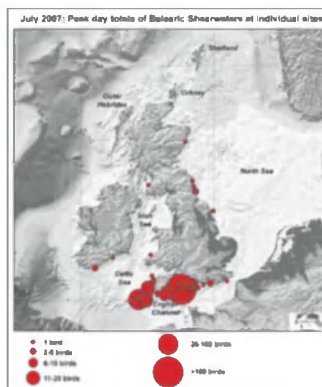 July 2007: Peak day totals of Balearic Shearwaters at individual sites
Shetland
Orkney
Outer
Hebrides
North Sea
Irish
Sea
Celtic
Sea
Channel
1 bird
2-5 birds
6-10 birds
11-25 birds
26-100 birds
>100 birds